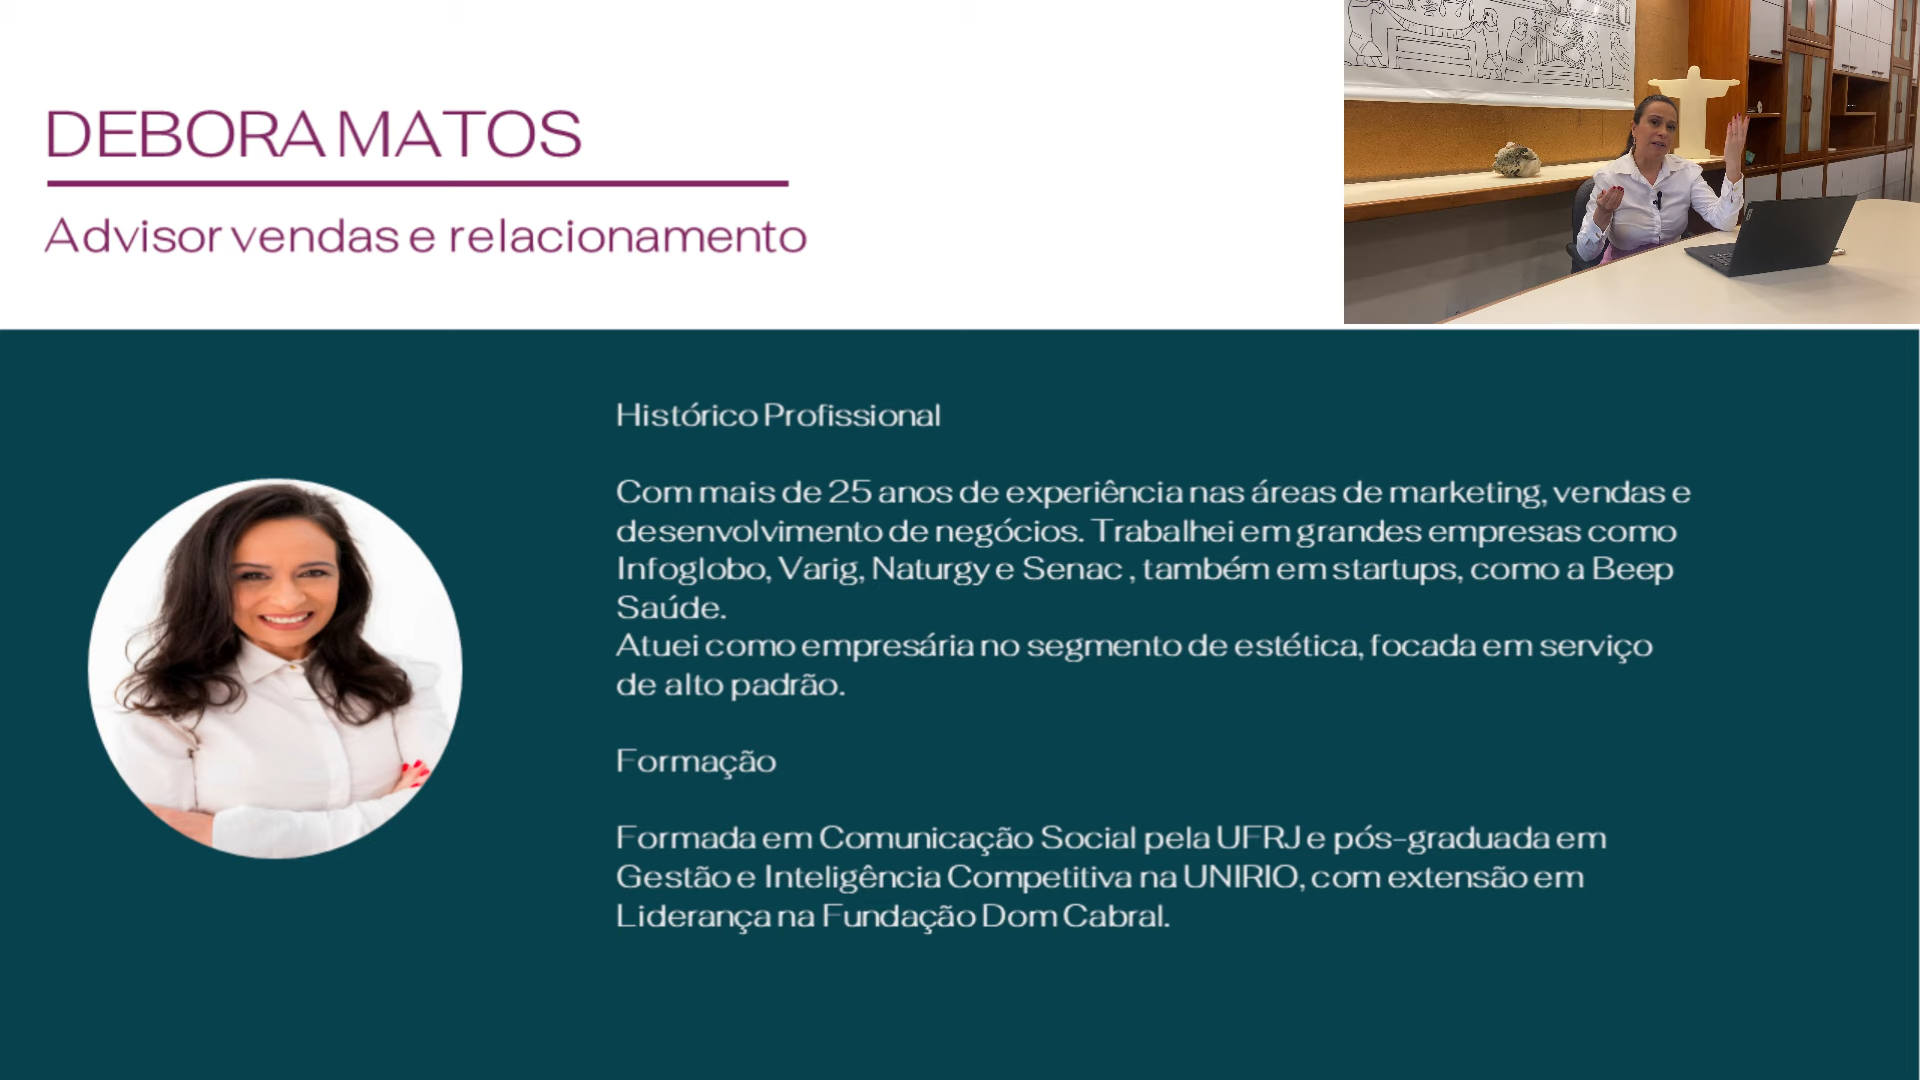 DEBORA MATOS
Advisor vendas e relacionamento
Histórico Profissional
Com mais de 25 anos de experiência nas áreas de marketing, vendas e
desenvolvimento de negócios. Trabalhei em grandes empresas como
Infoglobo, Varig, Naturgy e Senac , também em startups, como a Beep
Saúde.
Atuei como empresária no segmento de estética, focada em serviço
de alto padrão.
Formação
Formada em Comunicação Social pela UFRJ e pós-graduada em
Gestão e Inteligência Competitiva na UNIRIO, com extensão em
Liderança na Fundação Dom Cabral.